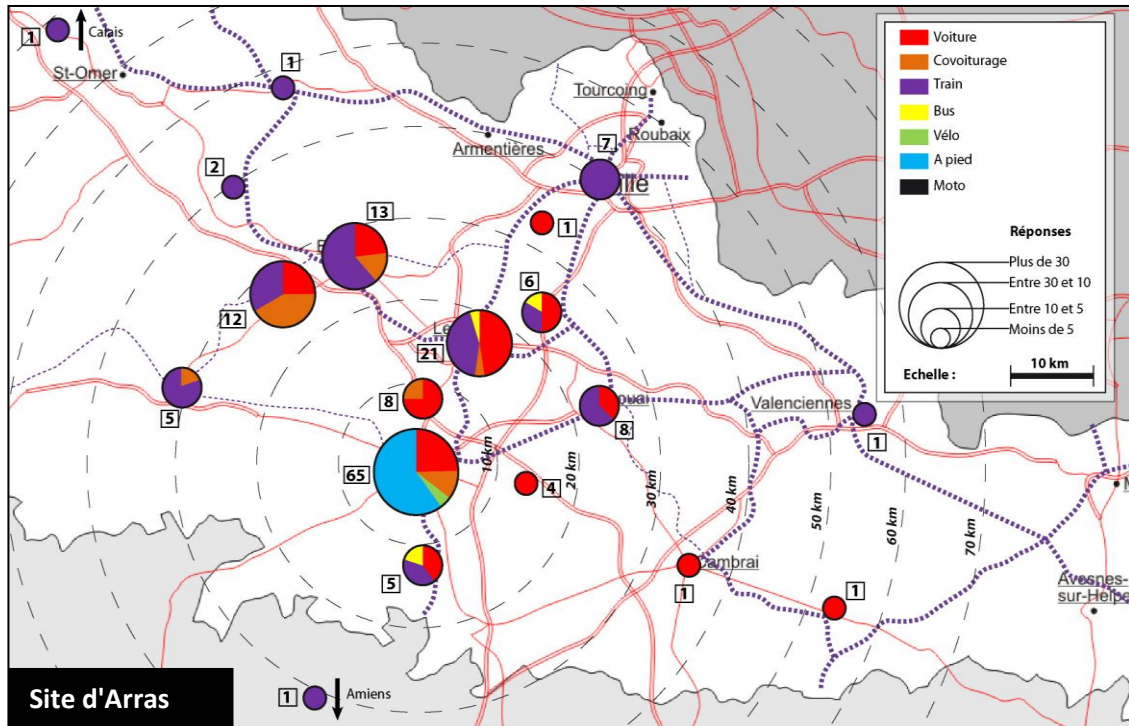 1
Calais
St-Omer
1
Tourcoing
Roubaix
Armentières
7
2
13
1
6
12
21
5
8
8
Valenciennes
1
65
10 km
20 km
30 km
40 km
50 km
60 km
70 km
4
5
Cambrai
1
1
Avesnes-
sur-Helpe
1
Amiens
Site d'Arras
Voiture
Covoiturage
Train
Bus
Vélo
A pied
Moto
Réponses
Plus de 30
Entre 30 et 10
Entre 10 et 5
Moins de 5
Echelle :
10 km